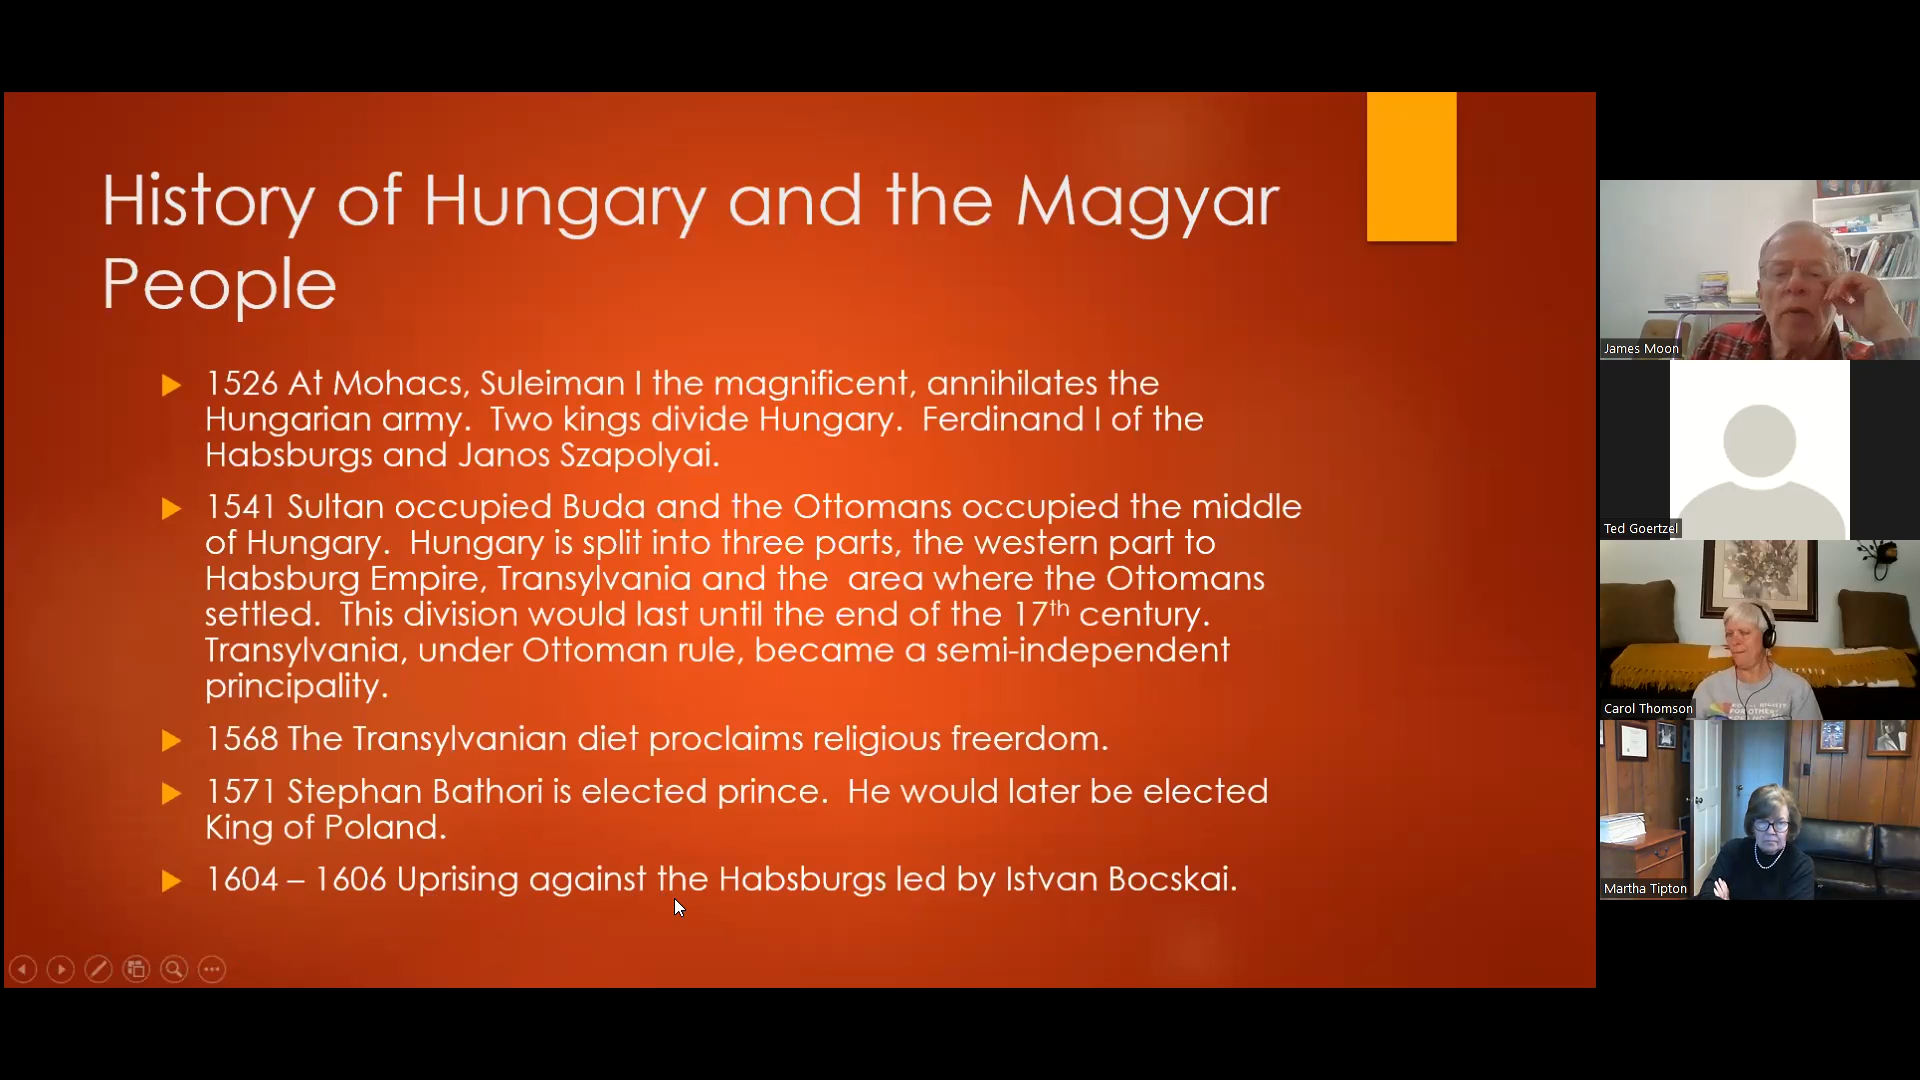 History of Hungary and the Magyar
People
1526 At Mohacs, Suleiman I the magnificent, annihilates the
Hungarian army.  Two kings divide Hungary.  Ferdinand I of the
Habsburgs and Janos Szapolyai.
1541 Sultan occupied Buda and the Ottomans occupied the middle
of Hungary.  Hungary is split into three parts, the western part to
Habsburg Empire, Transylvania and the  area where the Ottomans
settled.  This division would last until the end of the 17th century.
Transylvania, under Ottoman rule, became a semi-independent
principality.
1568 The Transylvanian diet proclaims religious freerdom.
1571 Stephan Bathori is elected prince.  He would later be elected
King of Poland.
1604 – 1606 Uprising against the Habsburgs led by Istvan Bocskai.
James Moon
Ted Goertzel
Carol Thomson
Martha Tipton